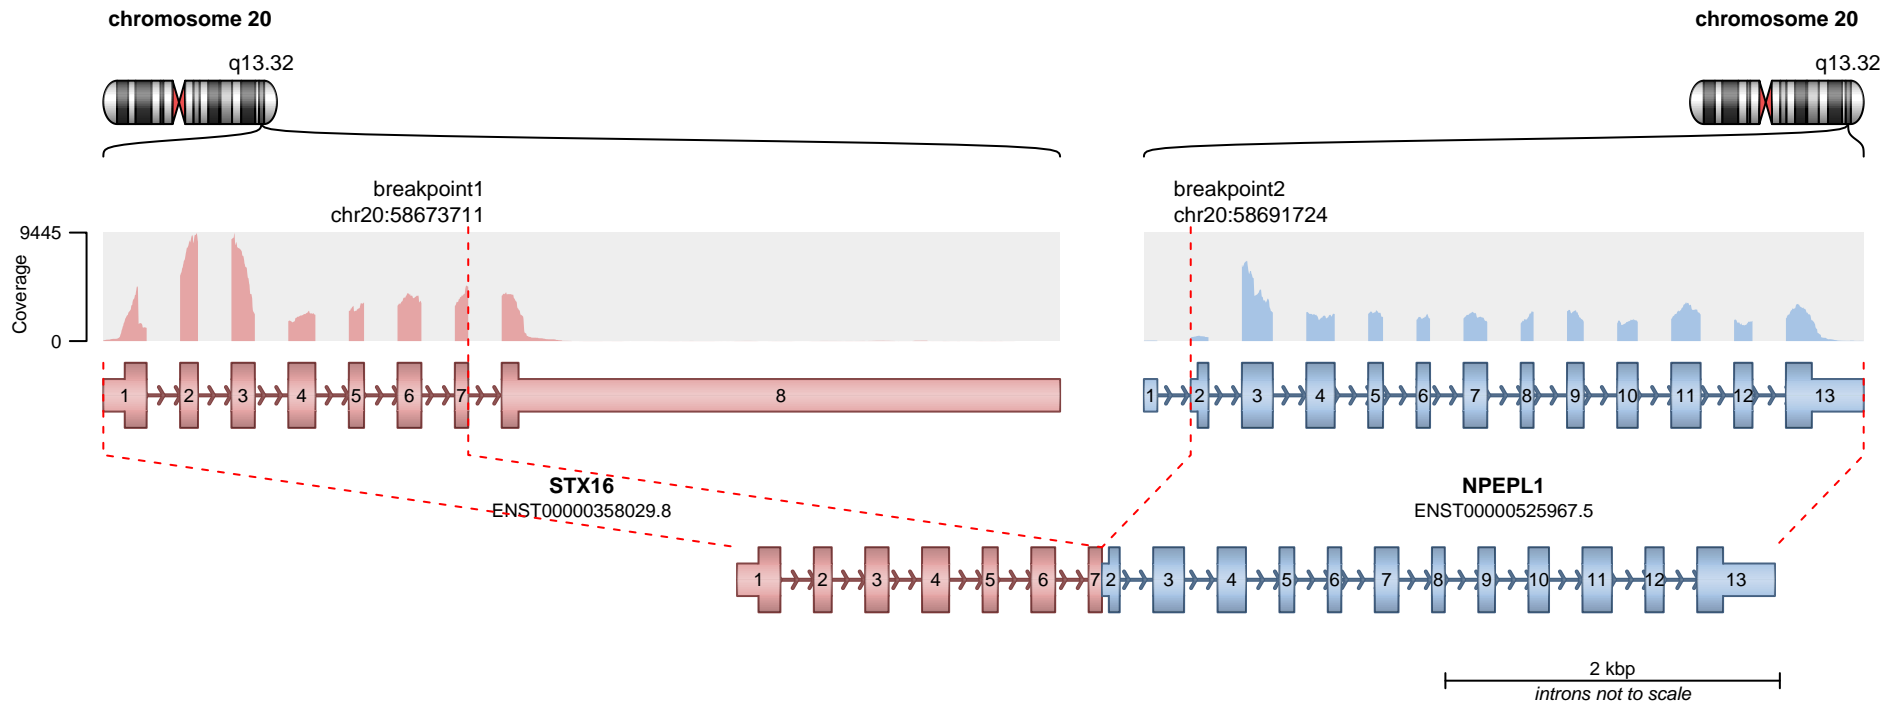 chromosome 20
chromosome 20
q13.32
q13.32
breakpoint1
chr20:58673711
breakpoint2
chr20:58691724
9445
Coverage
0
1 2 3 4 5 6 7 8
1 2 3 4 5 6 7 8 9 10 11 12 13
STX16
ENST00000358029.8
NPEPL1
ENST00000525967.5
1 2 3 4 5 6 7 2 3 4 5 6 7 8 9 10 11 12 13
2 kbp
introns not to scale